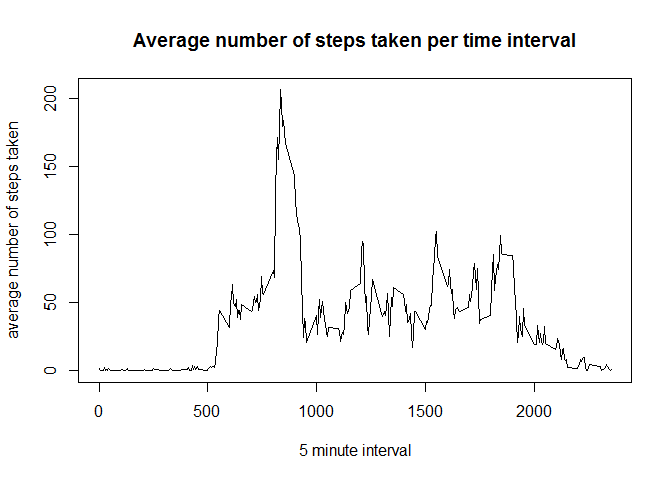 Average number of steps taken per time interval
average number of steps taken
200
150
100
50
0
0 500 1000 1500 2000
5 minute interval